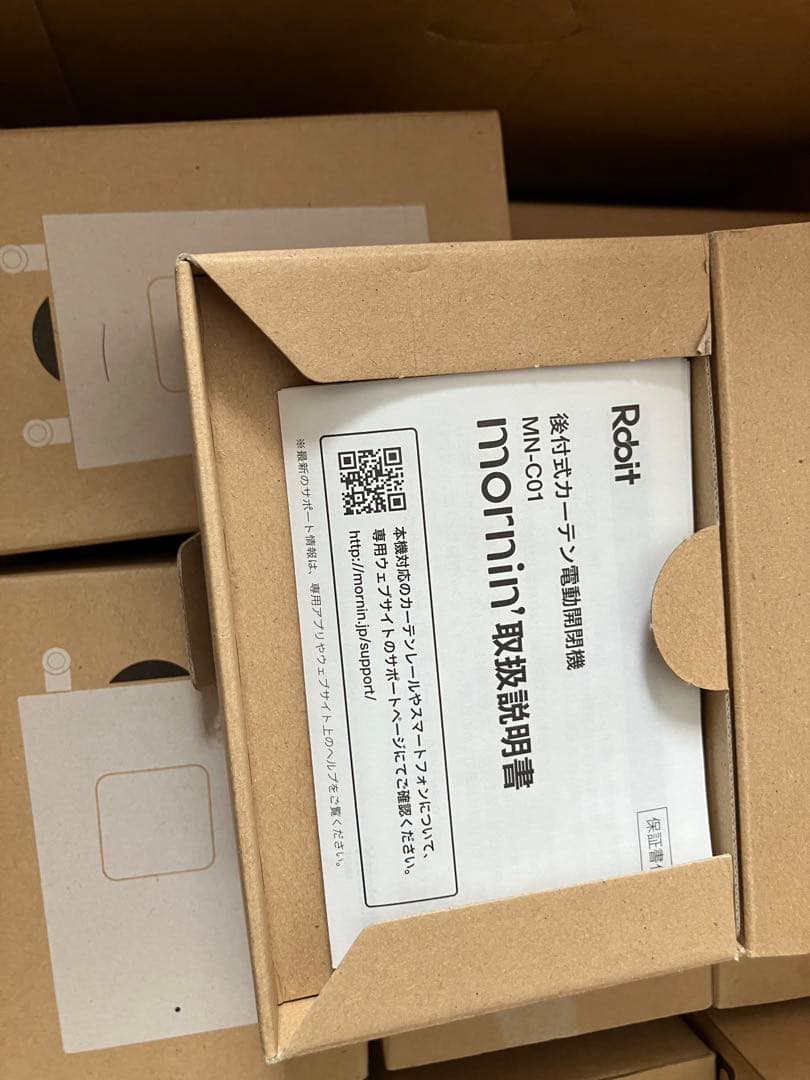 Robit
保証書付
後付式カーテン電動開閉機
MN-C01
mornin'取扱説明書
本機対応のカーテンレールやスマートフォンについて、
専用ウェブサイトのサポートページにてご確認ください。
http://mornin.jp/support/
※最新のサポート情報は、専用アプリやウェブサイト上のヘルプをご覧ください。